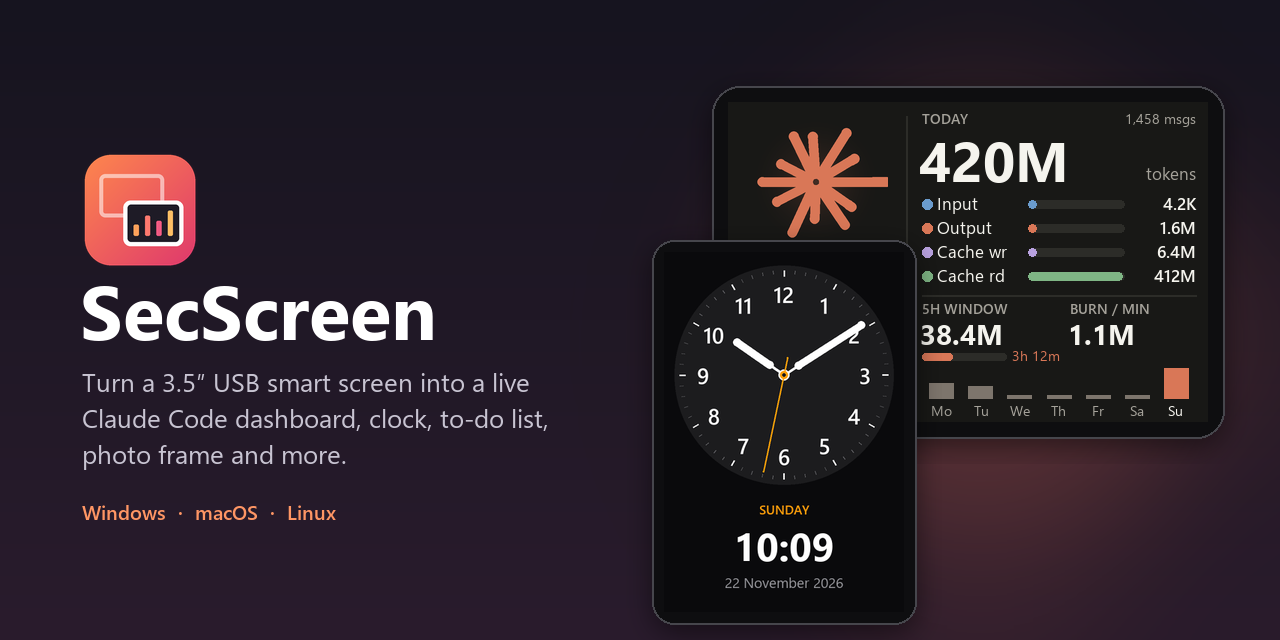 SecScreen
Turn a 3.5″ USB smart screen into a live
Claude Code dashboard, clock, to-do list,
photo frame and more.
Windows · macOS · Linux
TODAY 1,458 msgs
420M tokens
Input 4.2K
Output 1.6M
Cache wr 6.4M
Cache rd 412M
5H WINDOW BURN / MIN
38.4M 1.1M
3h 12m
Mo Tu We Th Fr Sa Su
12
11 1
10 2
9 3
8 4
7 5
6
SUNDAY
10:09
22 November 2026